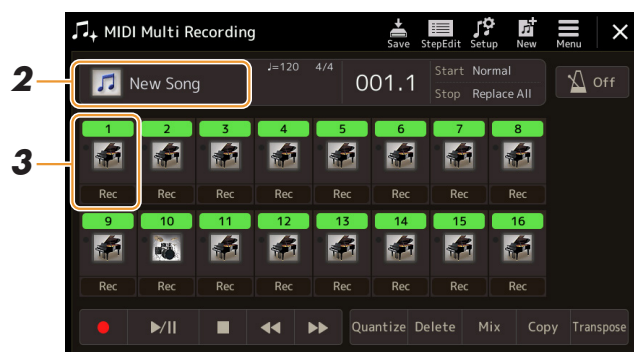 MIDI Multi Recording
Save StepEdit Setup New Menu
2
New Song
♩=120 4/4
001.1
Start Normal
Stop Replace All
Off
3
1 2 3 4 5 6 7 8
Rec Rec Rec Rec Rec Rec Rec Rec
9 10 11 12 13 14 15 16
Rec Rec Rec Rec Rec Rec Rec Rec
Quantize Delete Mix Copy Transpose